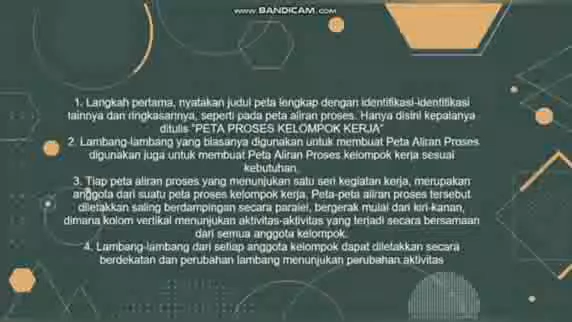 www.BANDICAM.com
1. Langkah pertama, nyatakan judul peta lengkap dengan identifikasi-identifikasi
lainnya dan ringkasannya, seperti pada peta aliran proses. Hanya disini kepalanya
ditulis "PETA PROSES KELOMPOK KERJA"
2. Lambang-lambang yang biasanya digunakan untuk membuat Peta Aliran Proses
digunakan juga untuk membuat Peta Aliran Proses kelompok kerja sesuai
kebutuhan.
3. Tiap peta aliran proses yang menunjukan satu seri kegiatan kerja, merupakan
anggota dari suatu peta proses kelompok kerja. Peta-peta aliran proses tersebut
diletakkan saling berdampingan secara paralel, bergerak mulai dari kiri-kanan,
dimana kolom vertikal menunjukan aktivitas-aktivitas yang terjadi secara bersamaan
dari semua anggota kelompok.
4. Lambang-lambang dari setiap anggota kelompok dapat diletakkan secara
berdekatan dan perubahan lambang menunjukan perubahan aktivitas